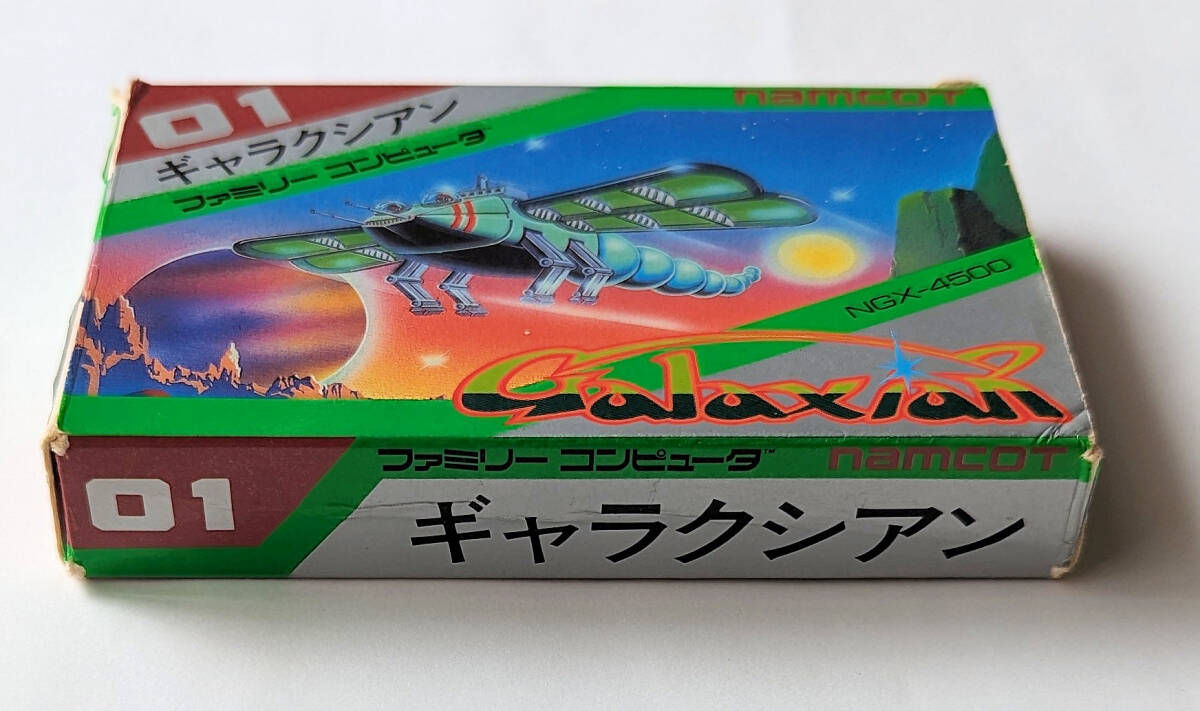 01
ギャラクシアン
ファミリー コンピュータ
namcoT
NGX-4500
Galaxian
01
ファミリー コンピュータ™
namcoT
ギャラクシアン